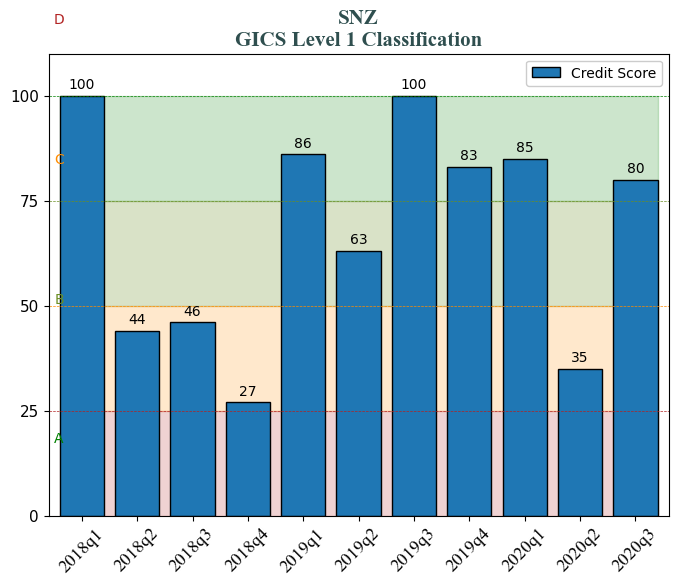 D
SNZ
GICS Level 1 Classification
Credit Score
100
75
50
25
0
C
B
A
100
44
46
27
86
63
100
83
85
35
80
2018q1
2018q2
2018q3
2018q4
2019q1
2019q2
2019q3
2019q4
2020q1
2020q2
2020q3